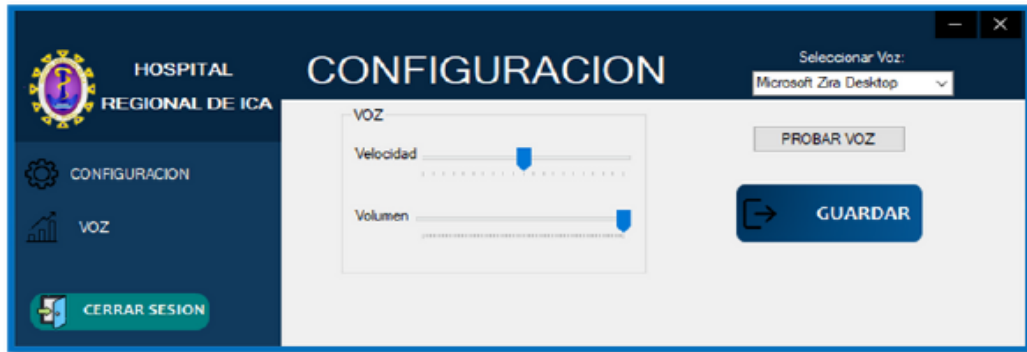 HOSPITAL
REGIONAL DE ICA
CONFIGURACION
VOZ
CERRAR SESION
CONFIGURACION
Seleccionar Voz:
Microsoft Zira Desktop
VOZ
Velocidad
Volumen
PROBAR VOZ
GUARDAR